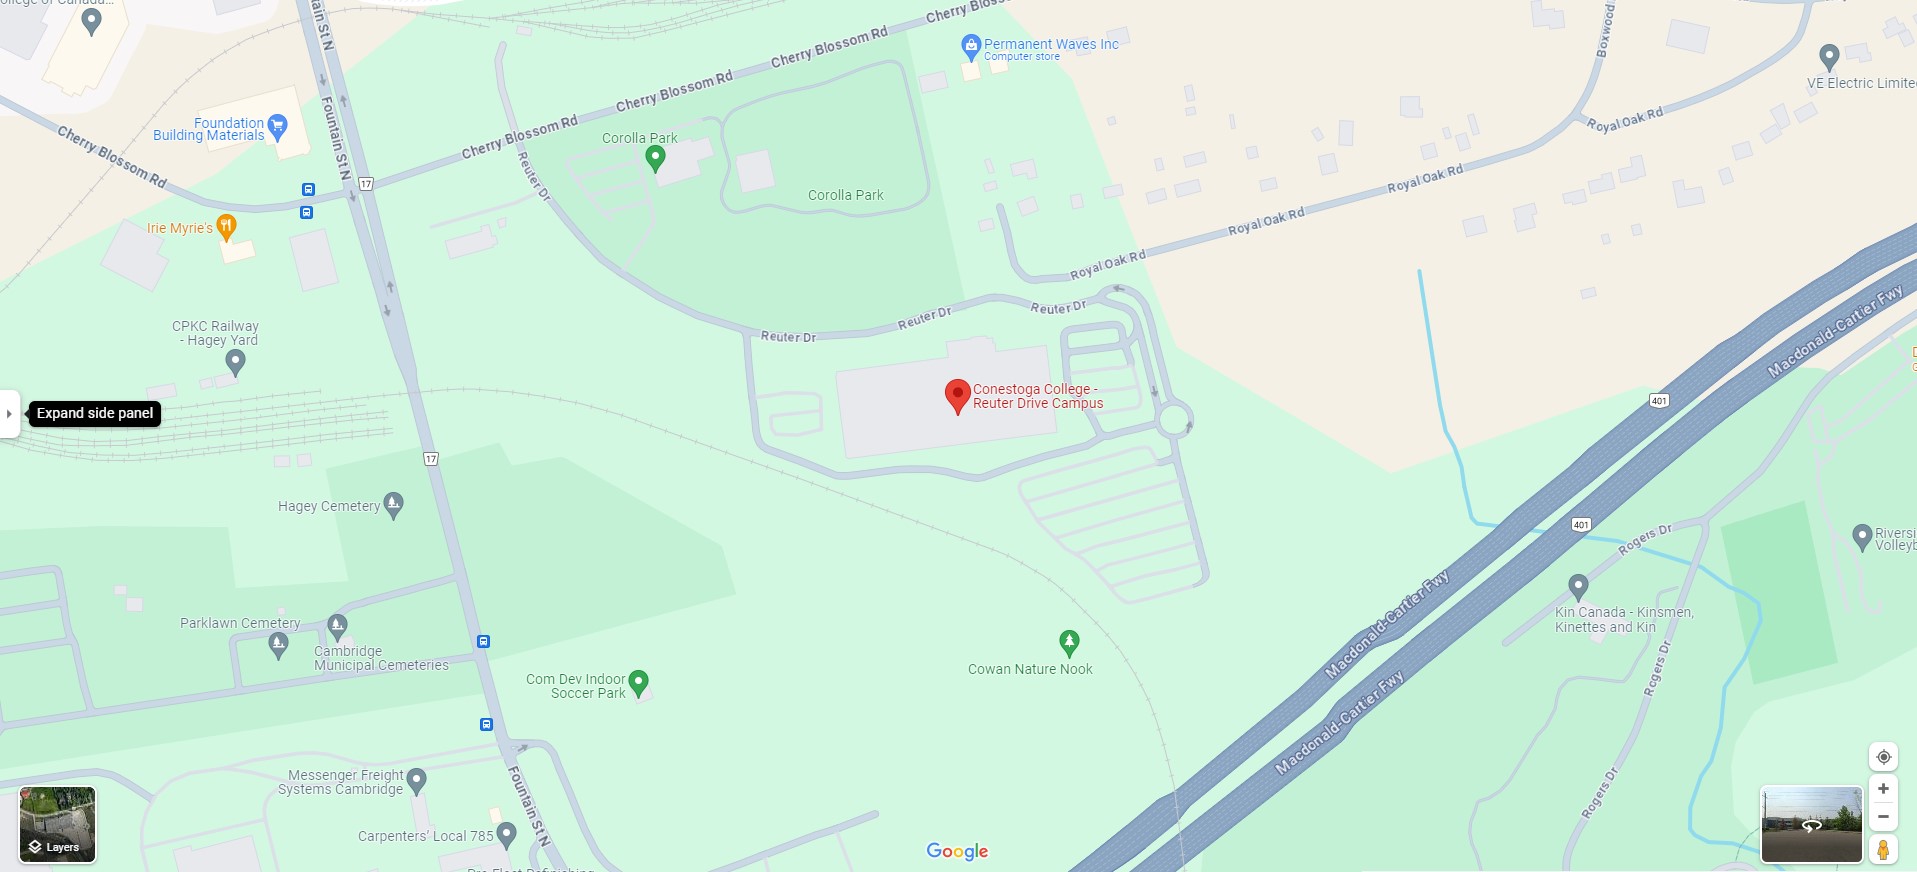 ollege of Canada...
Fountain St N
Cherry Blossom Rd
Cherry Blossom Rd
Permanent Waves Inc
Computer store
Boxwood
VE Electric Limite
Cherry Blossom Rd
Foundation
Building Materials
Fountain St N
Cherry Blossom Rd
Cherry Blossom Rd
Corolla Park
Royal Oak Rd
17
Reuter Dr
Corolla Park
Royal Oak Rd
Irie Myrie's
Royal Oak Rd
Royal Oak Rd
CPKC Railway
- Hagey Yard
Reuter Dr
Reuter Dr
Reuter Dr
Macdonald-Cartier Fwy
Expand side panel
Conestoga College -
Reuter Drive Campus
401
17
Hagey Cemetery
401
Rogers Dr
Riversi
Volleyb
Macdonald-Cartier Fwy
Parklawn Cemetery
Cambridge
Municipal Cemeteries
Kin Canada - Kinsmen,
Kinettes and Kin
Cowan Nature Nook
Com Dev Indoor
Soccer Park
Rogers Dr
Macdonald-Cartier Fwy
Messenger Freight
Systems Cambridge
Fountain St N
Rogers Dr
Carpenters' Local 785
Layers
Google